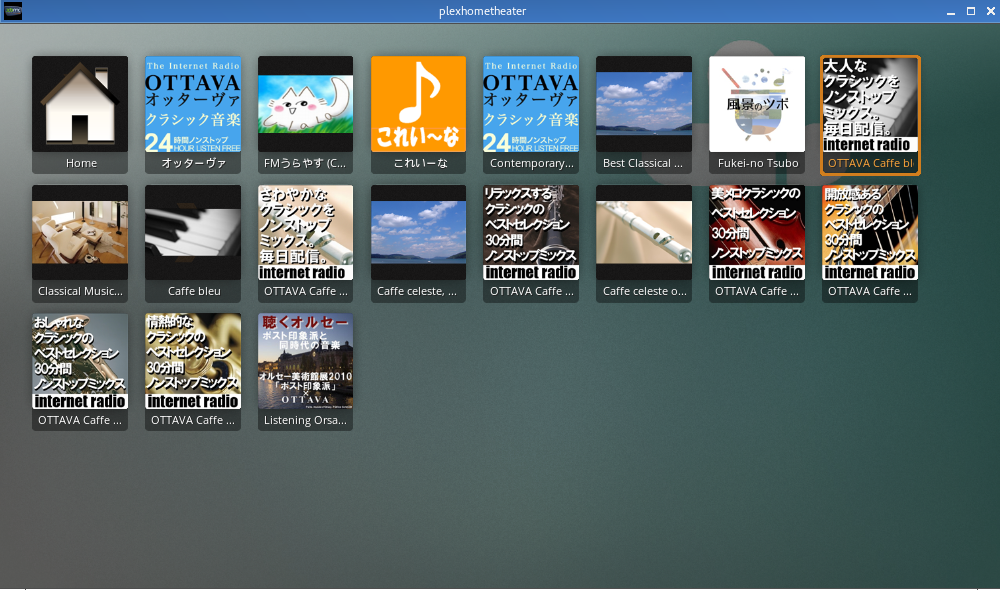 plexhometheater
Home
The Internet Radio
OTTAVA
オッターヴァ
クラシック音楽
24時間ノンストップ
HOUR LISTEN FREE
オッターヴァ
FMうらやす (C...
これい〜な
これいーな
The Internet Radio
OTTAVA
オッターヴァ
クラシック音楽
24時間ノンストップ
HOUR LISTEN FREE
Contemporary...
Best Classical ...
風景のツボ
Fukei-no Tsubo
大人な
クラシックを
ノンストップ
ミックス。
毎日配信。
internet radio
OTTAVA Caffe bl
Classical Music...
Caffe bleu
さわやかな
クラシックを
ノンストップ
ミックス。
毎日配信。
internet radio
OTTAVA Caffe ...
Caffe celeste, ...
リラックスする
クラシックの
ベストセレクション
30分間
ノンストップミックス
internet radio
OTTAVA Caffe ...
Caffe celeste o...
美メロクラシックの
ベストセレクション
30分間
ノンストップミックス
internet radio
OTTAVA Caffe ...
開放感ある
クラシックの
ベストセレクション
30分間
ノンストップミックス
internet radio
OTTAVA Caffe ...
おしゃれな
クラシックの
ベストセレクション
30分間
ノンストップミックス
internet radio
OTTAVA Caffe ...
情熱的な
クラシックの
ベストセレクション
30分間
ノンストップミックス
internet radio
OTTAVA Caffe ...
聴くオルセー
ポスト印象派と
同時代の音楽
オルセー美術館展2010
「ポスト印象派」
×
OTTAVA
Listening Orsa...